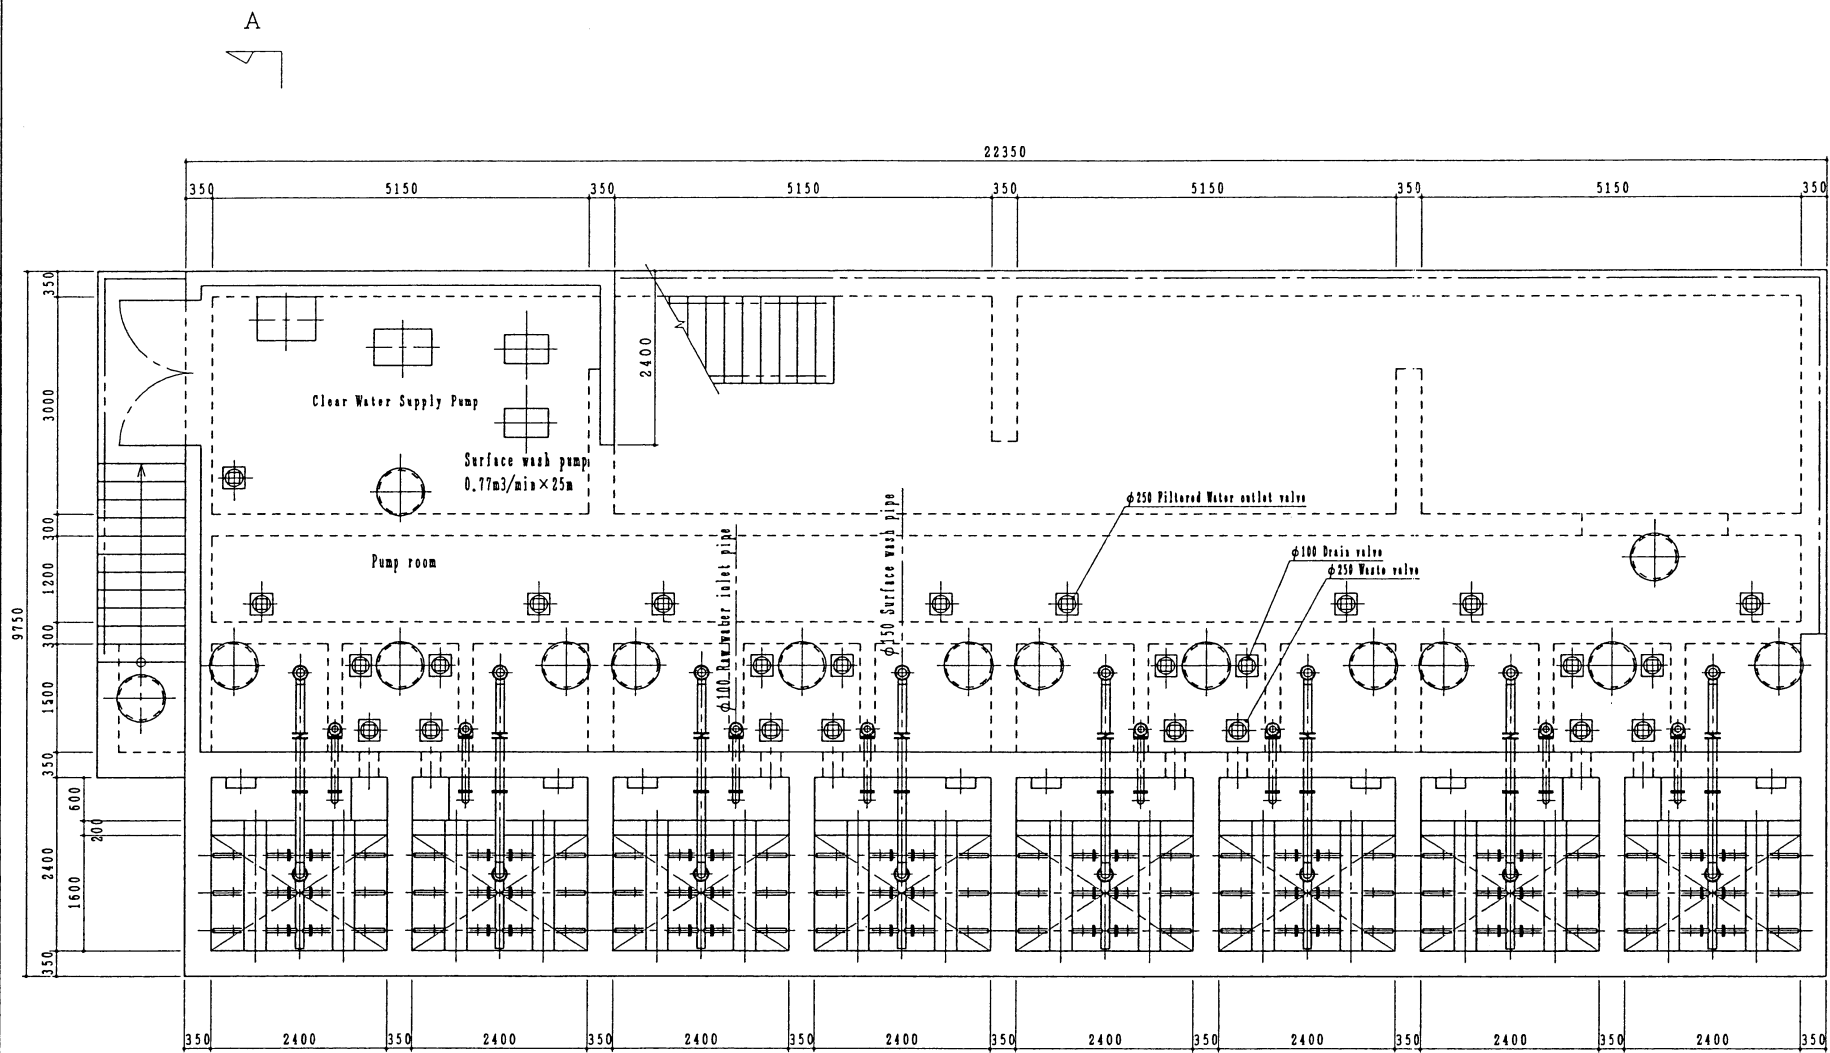 A
22350
350 5150 350 5150 350 5150 350 5150 350
350
3000
300
1200
300
1500
350
2400
350
9750
600
200
1600
2400
Clear Water Supply Pump
Surface wash pump
0.77m3/min×25m
Pump room
φ100 Raw water inlet pipe
φ150 Surface wash pipe
φ250 Filtered Water outlet valve
φ100 Drain valve
φ250 Waste valve
350 2400 350 2400 350 2400 350 2400 350 2400 350 2400 350 2400 350 2400 350